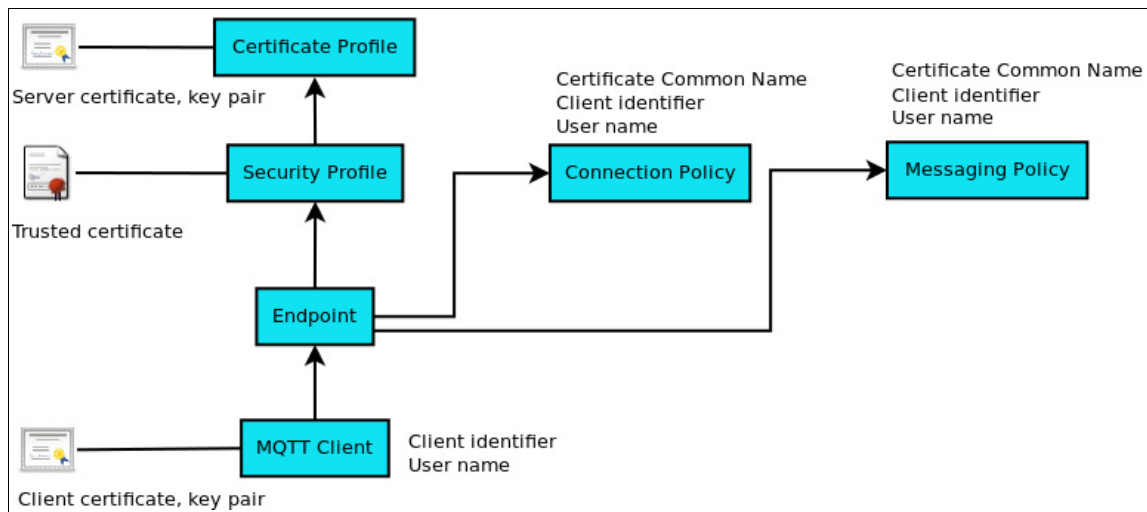 Certificate Profile
Server certificate, key pair
Certificate Common Name
Client identifier
User name
Certificate Common Name
Client identifier
User name
Security Profile
Connection Policy
Messaging Policy
Trusted certificate
Endpoint
MQTT Client
Client identifier
User name
Client certificate, key pair